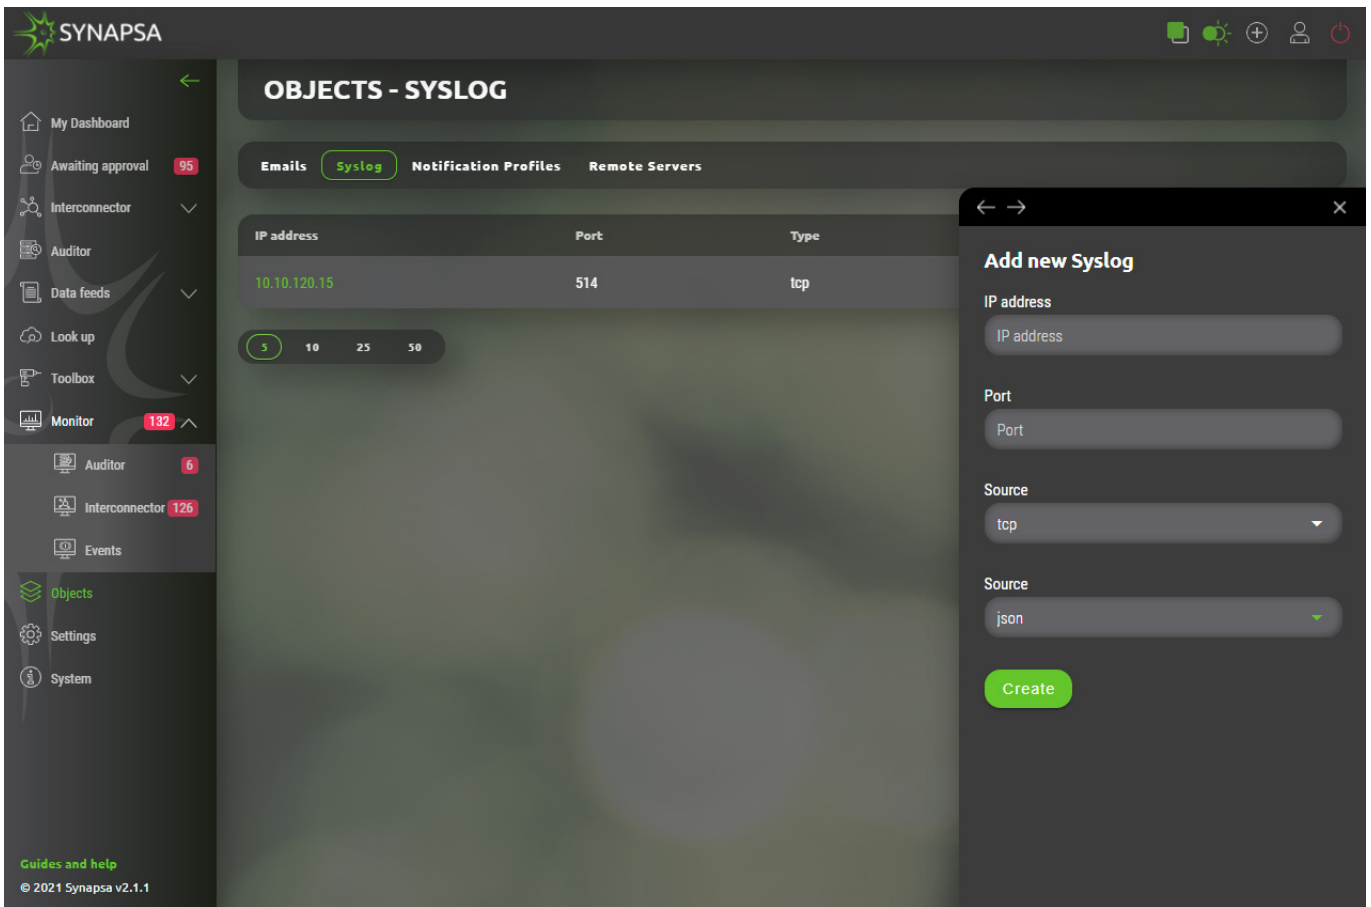 SYNAPSA
My Dashboard
Awaiting approval 95
Interconnector
Auditor
Data feeds
Look up
Toolbox
Monitor 132
Auditor 6
Interconnector 126
Events
Objects
Settings
System
Guides and help
© 2021 Synapsa v2.1.1
OBJECTS - SYSLOG
Emails Syslog Notification Profiles Remote Servers
IP address Port Type
10.10.120.15 514 tcp
5 10 25 50
Add new Syslog
IP address
IP address
Port
Port
Source
tcp
Source
json
Create